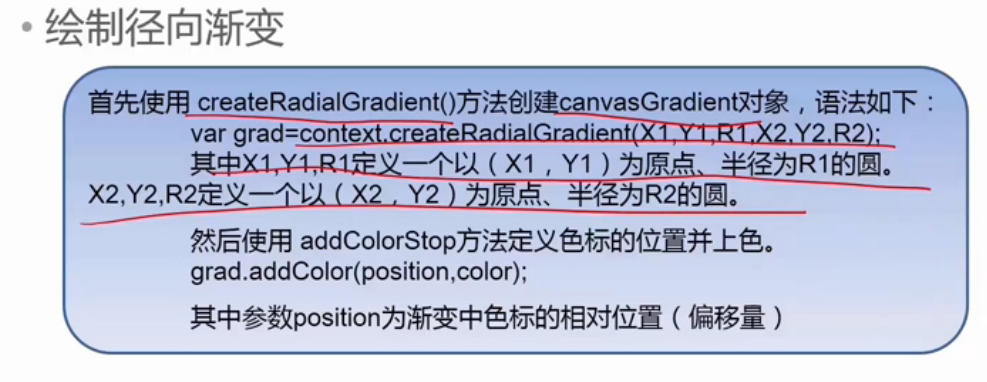 • 绘制径向渐变
首先使用 createRadialGradient()方法创建canvasGradient对象，语法如下：
var grad=context.createRadialGradient(X1,Y1,R1,X2,Y2,R2);
其中X1,Y1,R1定义一个以（X1，Y1）为原点、半径为R1的圆。
X2,Y2,R2定义一个以（X2，Y2）为原点、半径为R2的圆。
然后使用 addColorStop方法定义色标的位置并上色。
grad.addColor(position,color);
其中参数position为渐变中色标的相对位置（偏移量）